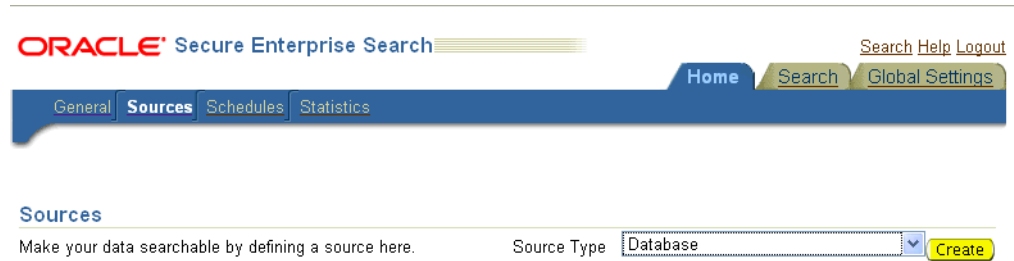 ORACLE Secure Enterprise Search
Search Help Logout
Home Search Global Settings
General Sources Schedules Statistics
Sources
Make your data searchable by defining a source here. Source Type Database Create